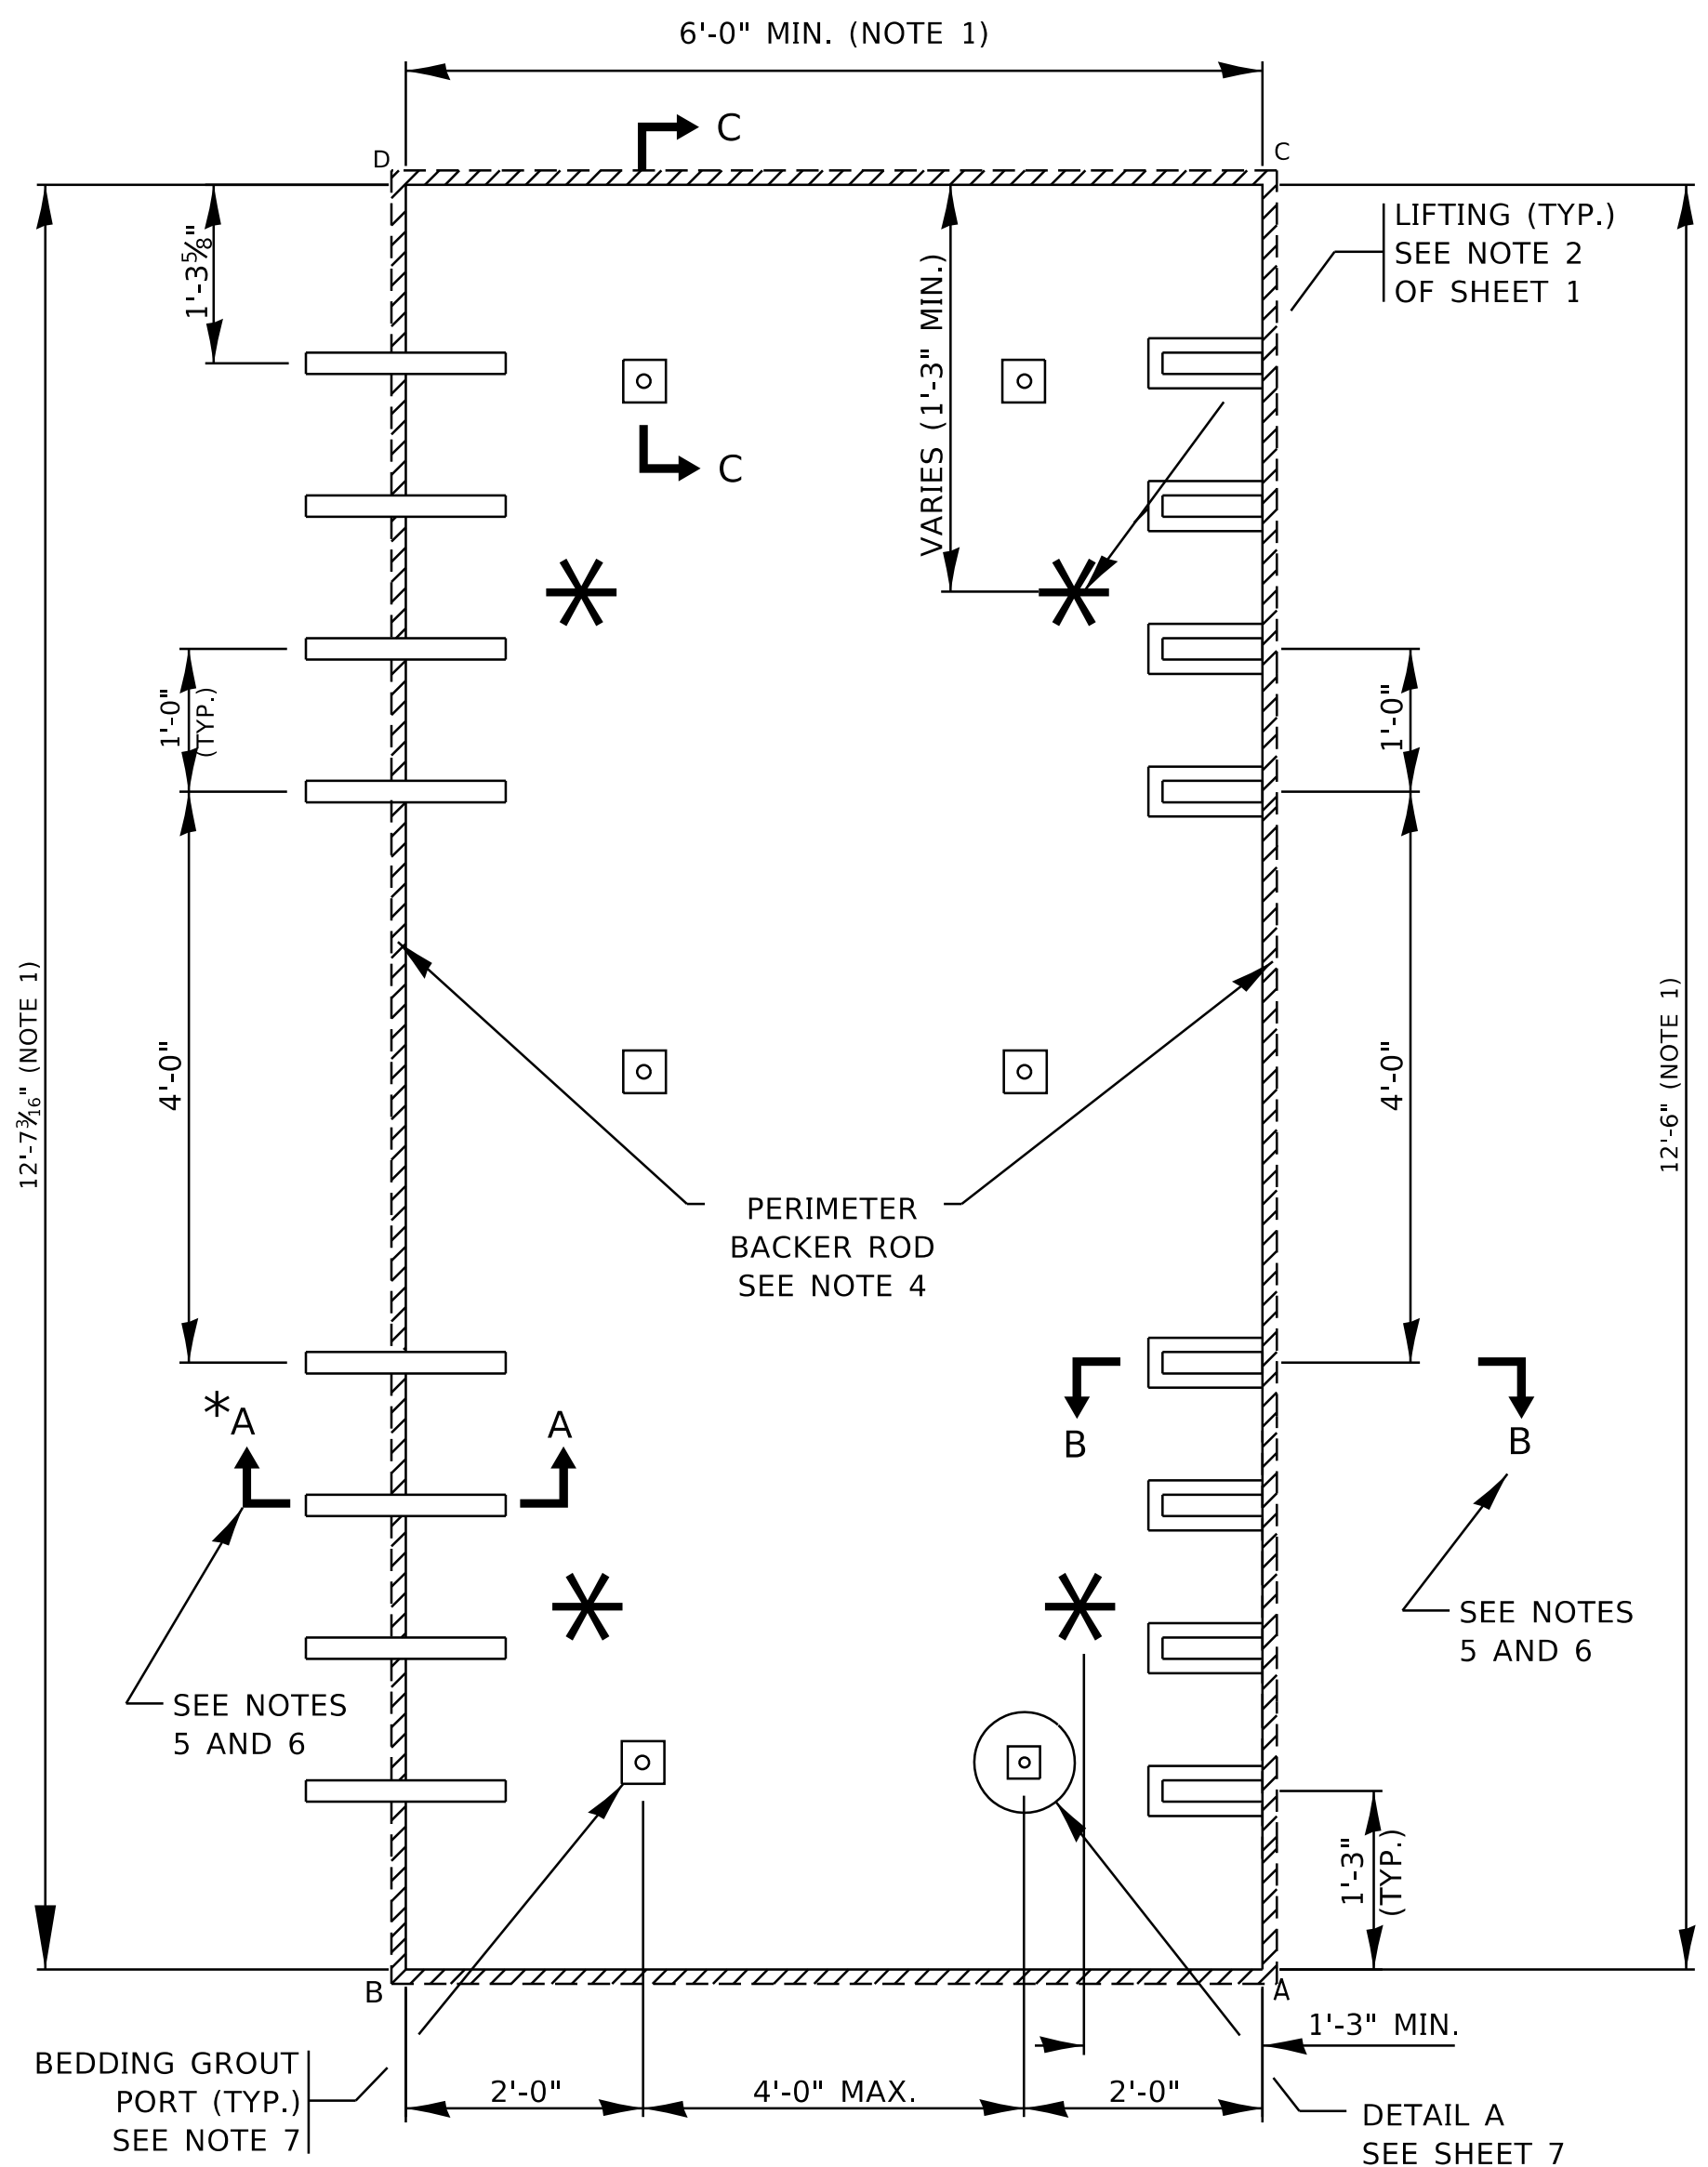 6'-0" MIN. (NOTE 1)
C
D
C
LIFTING (TYP.)
SEE NOTE 2
OF SHEET 1
1'-3⅝"
VARIES (1'-3" MIN.)
C
1'-0"
(TYP.)
1'-0"
12'-7 3⁄16" (NOTE 1)
4'-0"
4'-0"
12'-6" (NOTE 1)
PERIMETER
BACKER ROD
SEE NOTE 4
*A
A
B
B
SEE NOTES
5 AND 6
SEE NOTES
5 AND 6
1'-3"
(TYP.)
B
A
1'-3" MIN.
BEDDING GROUT
PORT (TYP.)
SEE NOTE 7
2'-0"
4'-0" MAX.
2'-0"
DETAIL A
SEE SHEET 7